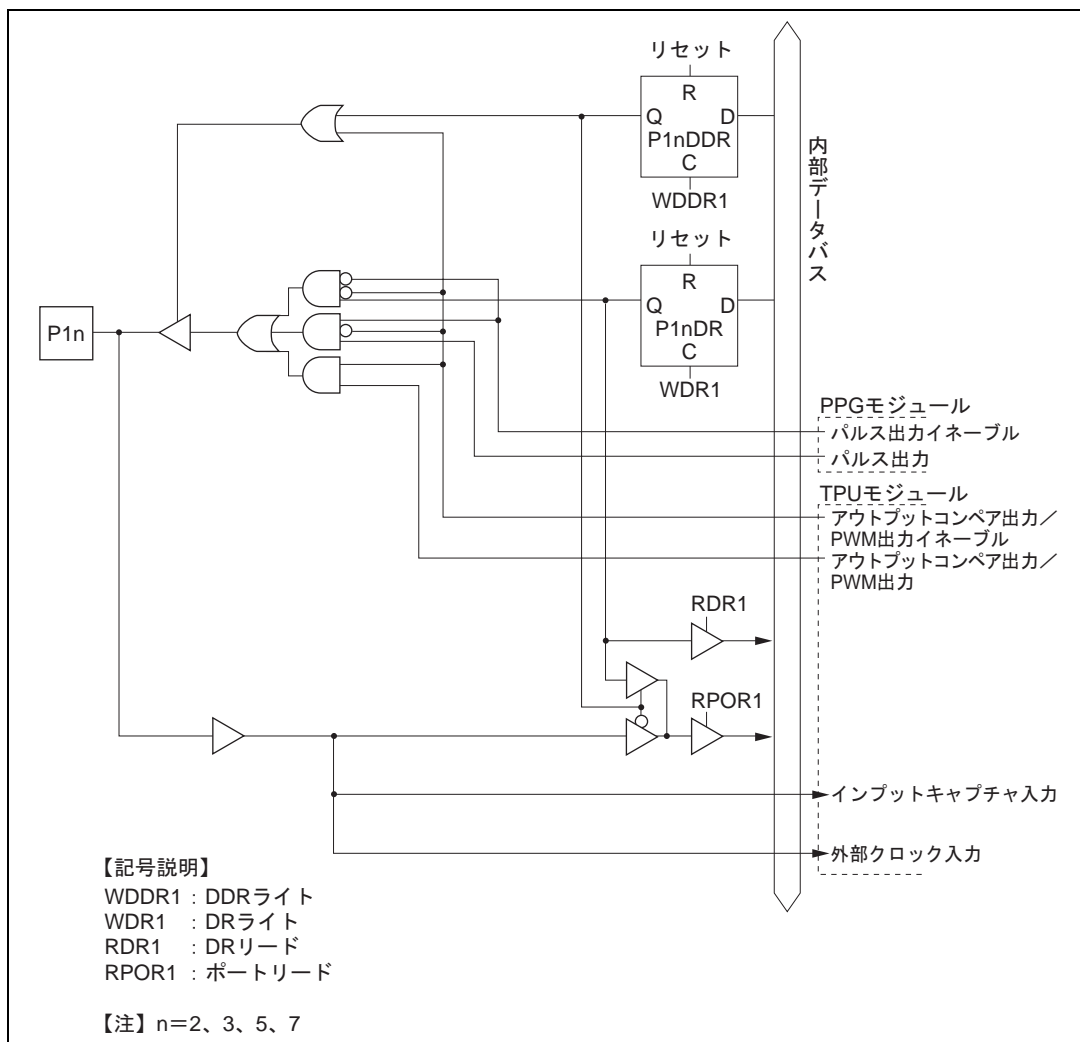 リセット
R
Q D
P1nDDR
C
WDDR1
リセット
R
Q D
P1nDR
C
WDR1
内部データバス
P1n
PPGモジュール
パルス出力イネーブル
パルス出力
TPUモジュール
アウトプットコンペア出力／
PWM出力イネーブル
アウトプットコンペア出力／
PWM出力
RDR1
RPOR1
インプットキャプチャ入力
外部クロック入力
【記号説明】
WDDR1 : DDRライト
WDR1 : DRライト
RDR1 : DRリード
RPOR1 : ポートリード
【注】 n＝2、3、5、7